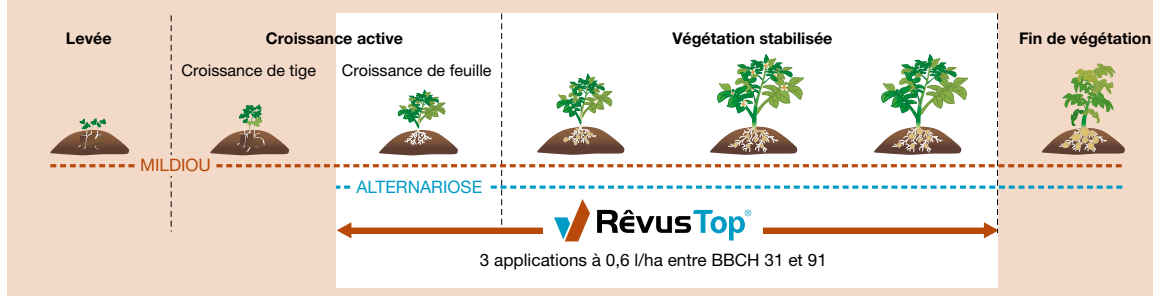 Levée
Croissance active
Végétation stabilisée
Fin de végétation
Croissance de tige
Croissance de feuille
MILDIOU
ALTERNARIOSE
RêvusTop®
3 applications à 0,6 l/ha entre BBCH 31 et 91